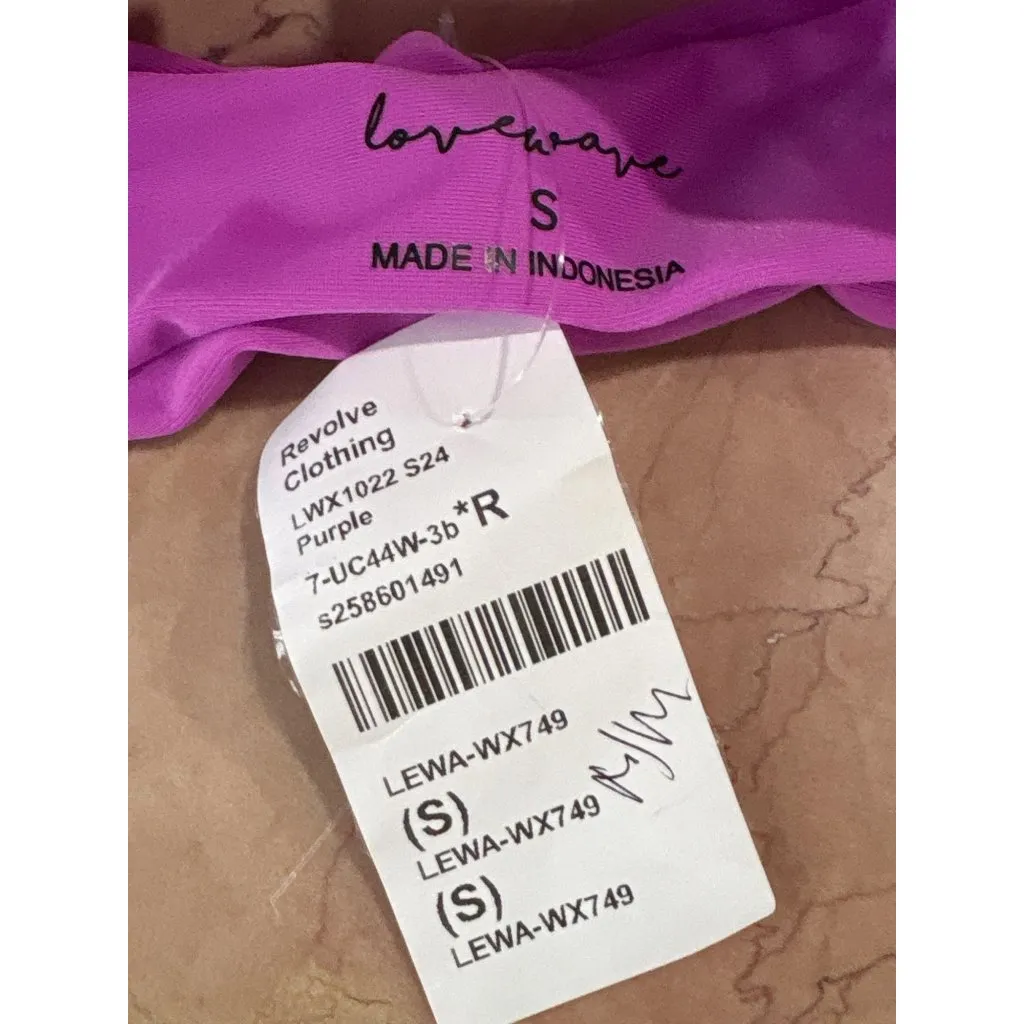 lovewave
S
MADE IN INDONESIA
Revolve
Clothing
LWX1022 S24
Purple
7-UC44W-3b*R
s258601491
LEWA-WX749
(S)
LEWA-WX749
(S)
LEWA-WX749